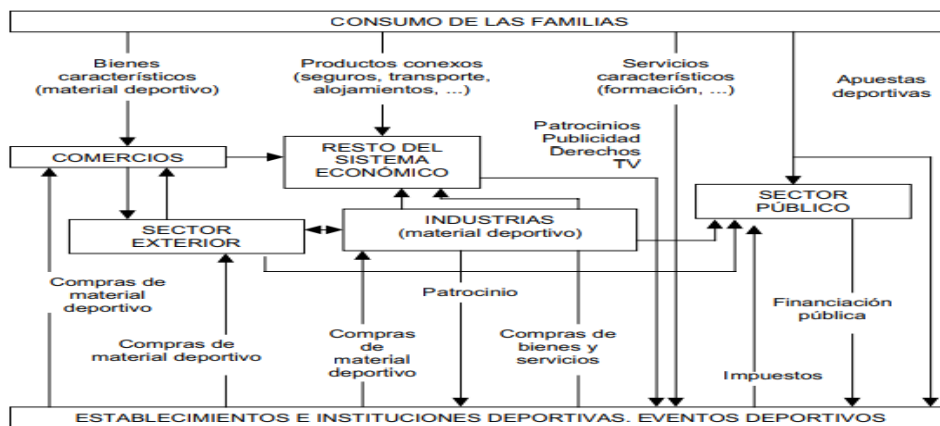 CONSUMO DE LAS FAMILIAS
Bienes
característicos
(material deportivo)
Productos conexos
(seguros, transporte,
alojamientos, ...)
Servicios
característicos
(formación, ...)
Apuestas
deportivas
Patrocinios
Publicidad
Derechos
TV
COMERCIOS
RESTO DEL
SISTEMA
ECONÓMICO
SECTOR
PÚBLICO
SECTOR
EXTERIOR
INDUSTRIAS
(material deportivo)
Compras de
material
deportivo
Compras de
material deportivo
Compras
de
material
deportivo
Patrocinio
Compras de
bienes y
servicios
Impuestos
Financiación
pública
ESTABLECIMIENTOS E INSTITUCIONES DEPORTIVAS. EVENTOS DEPORTIVOS